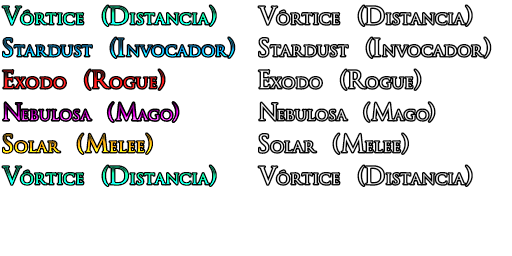 Vôrtice (Distancia) Vôrtice (Distancia)
Stardust (Invocador) Stardust (Invocador)
Exodo (Rogue) Exodo (Rogue)
Nebulosa (Mago) Nebulosa (Mago)
Solar (Melee) Solar (Melee)
Vôrtice (Distancia) Vôrtice (Distancia)